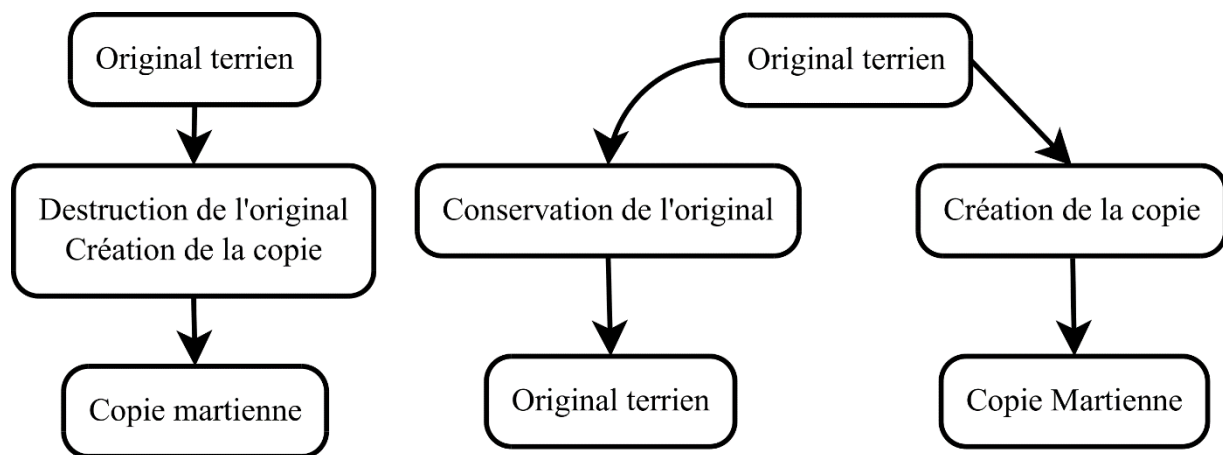 Original terrien
Destruction de l'original
Création de la copie
Copie martienne
Original terrien
Conservation de l'original
Création de la copie
Original terrien
Copie Martienne